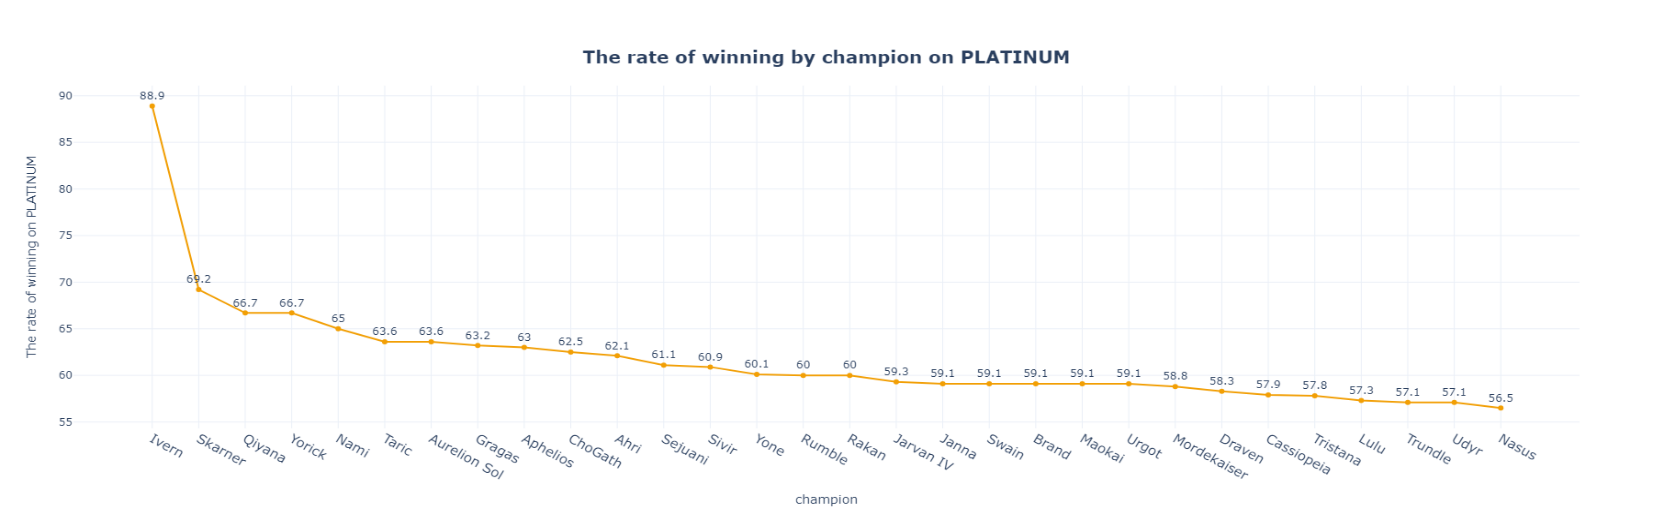 The rate of winning by champion on PLATINUM
The rate of winning on PLATINUM
90
85
80
75
70
65
60
55
88.9
69.2
66.7
66.7
65
63.6
63.6
63.2
63
62.5
62.1
61.1
60.9
60.1
60
60
59.3
59.1
59.1
59.1
59.1
59.1
58.8
58.3
57.9
57.8
57.3
57.1
57.1
56.5
Ivern
Skarner
Qiyana
Yorick
Nami
Taric
Aurelion Sol
Gragas
Aphelios
ChoGath
Ahri
Sejuani
Sivir
Yone
Rumble
Rakan
Jarvan IV
Janna
Swain
Brand
Maokai
Urgot
Mordekaiser
Draven
Cassiopeia
Tristana
Lulu
Trundle
Udyr
Nasus
champion